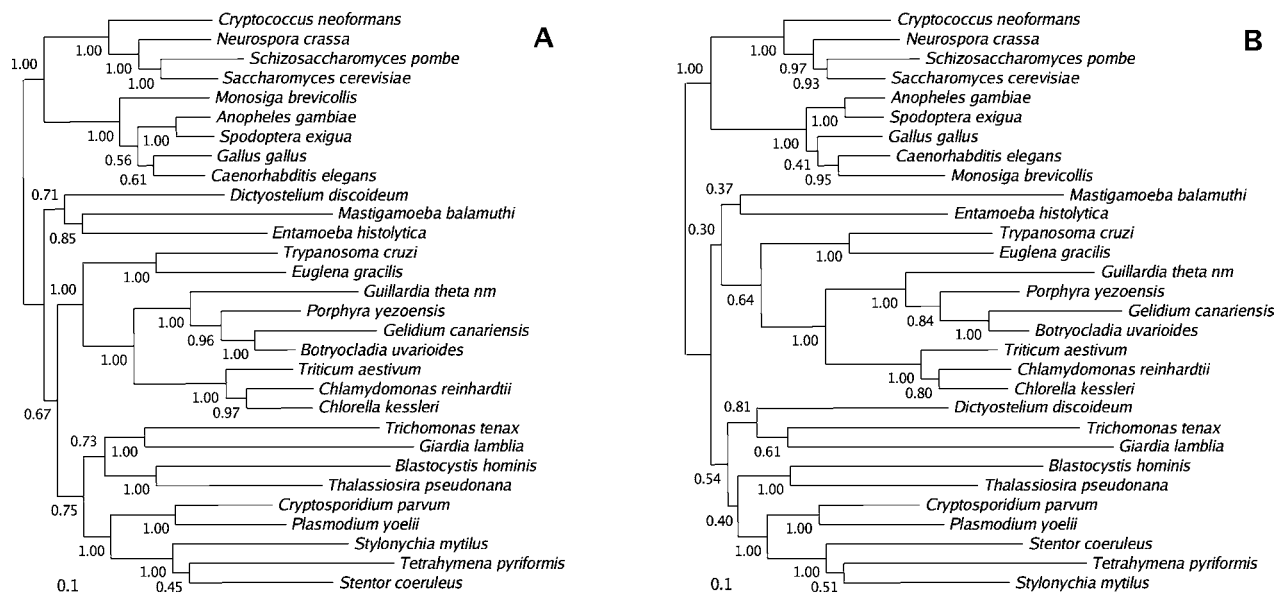 Cryptococcus neoformans
Neurospora crassa
A
1.00
Schizosaccharomyces pombe
1.00
1.00
Saccharomyces cerevisiae
1.00
Monosiga brevicollis
Anopheles gambiae
1.00
1.00
Spodoptera exigua
Gallus gallus
0.56
0.61
Caenorhabditis elegans
0.71
Dictyostelium discoideum
Mastigamoeba balamuthi
0.85
Entamoeba histolytica
Trypanosoma cruzi
1.00
Euglena gracilis
1.00
Guillardia theta nm
Porphyra yezoensis
1.00
Gelidium canariensis
0.96
1.00
Botryocladia uvarioides
1.00
Triticum aestivum
Chlamydomonas reinhardtii
1.00
0.97
Chlorella kessleri
0.67
Trichomonas tenax
0.73
1.00
Giardia lamblia
Blastocystis hominis
1.00
Thalassiosira pseudonana
0.75
Cryptosporidium parvum
1.00
Plasmodium yoelii
1.00
Stylonychia mytilus
Tetrahymena pyriformis
1.00
0.45
Stentor coeruleus
0.1
Cryptococcus neoformans
Neurospora crassa
B
1.00
Schizosaccharomyces pombe
1.00
0.97
0.93
Saccharomyces cerevisiae
Anopheles gambiae
1.00
Spodoptera exigua
1.00
Gallus gallus
Caenorhabditis elegans
0.41
0.95
Monosiga brevicollis
0.37
Mastigamoeba balamuthi
Entamoeba histolytica
0.30
Trypanosoma cruzi
1.00
Euglena gracilis
Guillardia theta nm
0.64
1.00
Porphyra yezoensis
Gelidium canariensis
0.84
1.00
Botryocladia uvarioides
1.00
Triticum aestivum
Chlamydomonas reinhardtii
1.00
0.80
Chlorella kessleri
0.81
Dictyostelium discoideum
Trichomonas tenax
0.61
Giardia lamblia
Blastocystis hominis
0.54
1.00
Thalassiosira pseudonana
Cryptosporidium parvum
0.40
1.00
Plasmodium yoelii
1.00
Stentor coeruleus
Tetrahymena pyriformis
1.00
0.51
Stylonychia mytilus
0.1